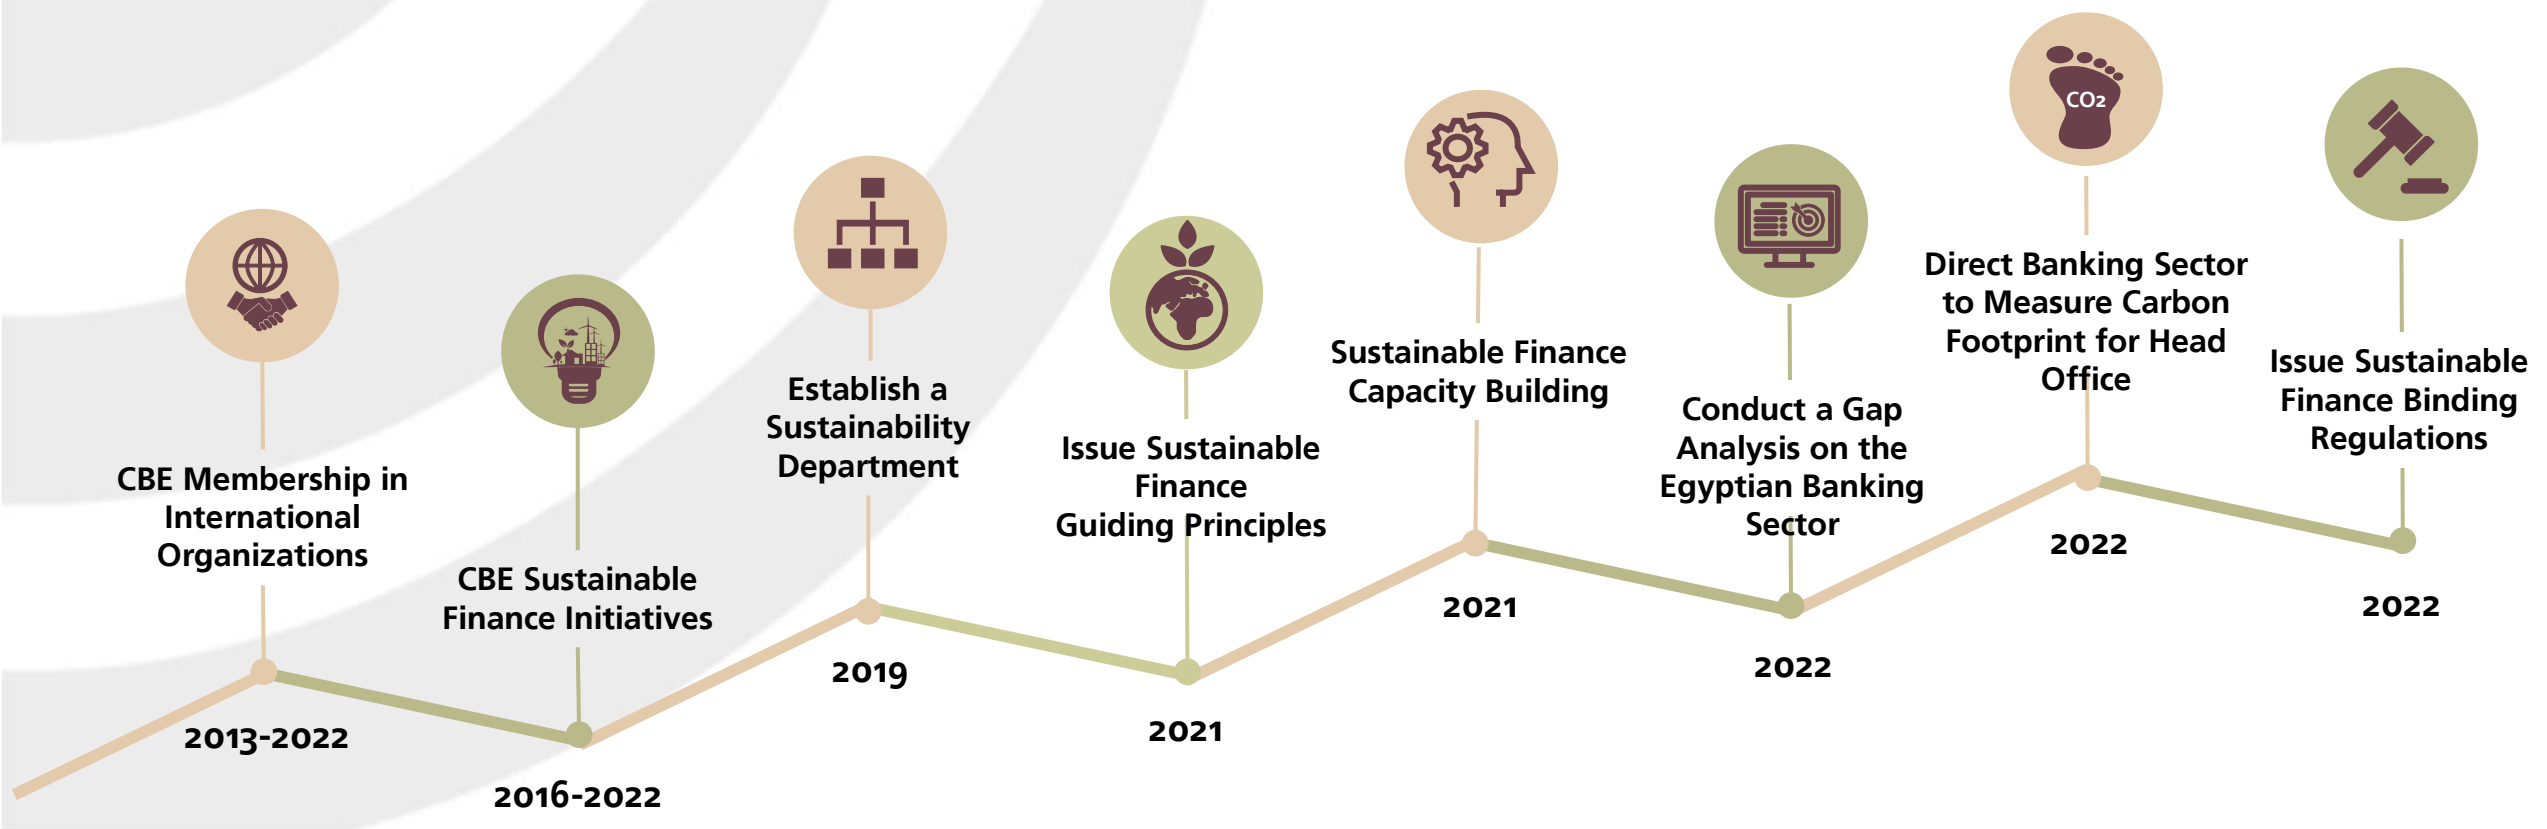 CBE Membership in
International
Organizations
2013-2022
CBE Sustainable
Finance Initiatives
2016-2022
Establish a
Sustainability
Department
2019
Issue Sustainable
Finance
Guiding Principles
2021
Sustainable Finance
Capacity Building
2021
Conduct a Gap
Analysis on the
Egyptian Banking
Sector
2022
CO2
Direct Banking Sector
to Measure Carbon
Footprint for Head
Office
2022
Issue Sustainable
Finance Binding
Regulations
2022